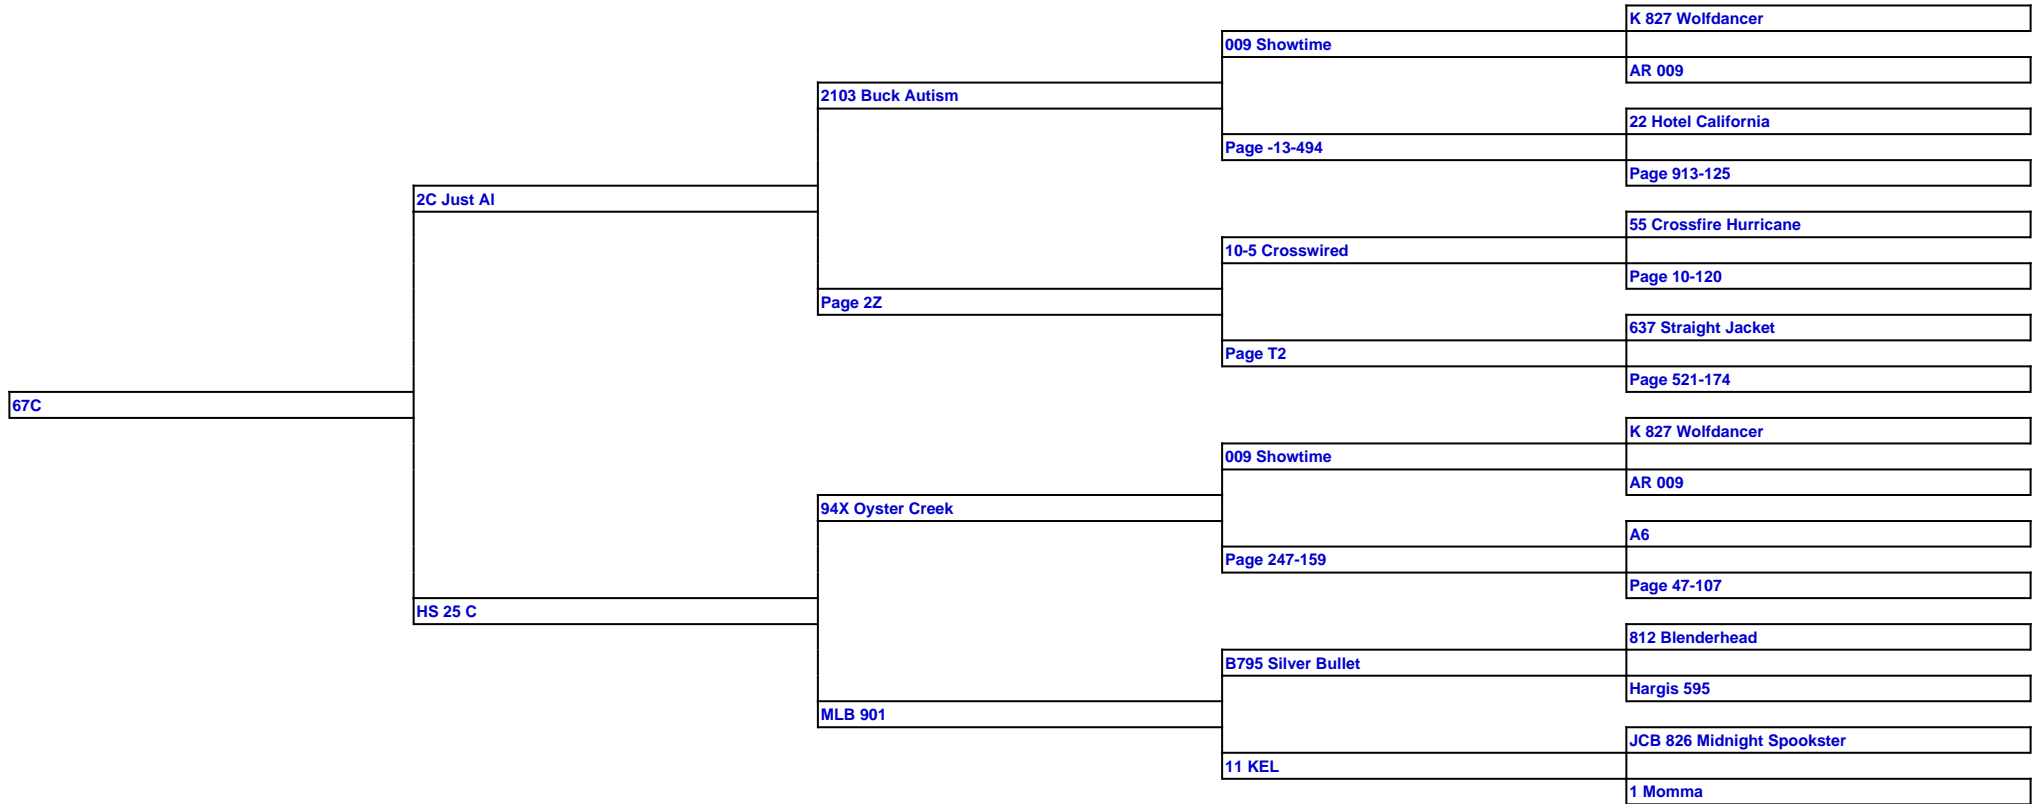 K 827 Wolfdancer
009 Showtime
AR 009
2103 Buck Autism
22 Hotel California
Page -13-494
Page 913-125
2C Just Al
55 Crossfire Hurricane
10-5 Crosswired
Page 10-120
Page 2Z
637 Straight Jacket
Page T2
Page 521-174
67C
K 827 Wolfdancer
009 Showtime
AR 009
94X Oyster Creek
A6
Page 247-159
Page 47-107
HS 25 C
812 Blenderhead
B795 Silver Bullet
Hargis 595
MLB 901
JCB 826 Midnight Spookster
11 KEL
1 Momma